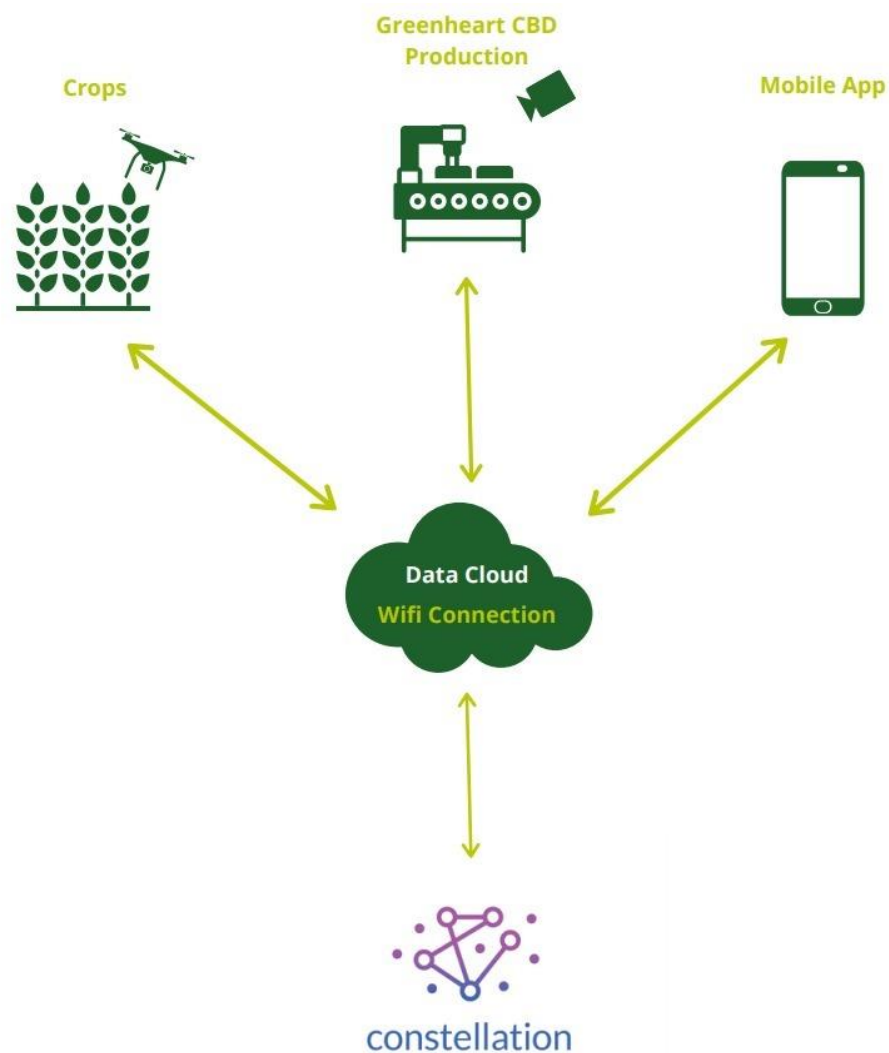 Greenheart CBD
Production
Crops
Mobile App
Data Cloud
Wifi Connection
constellation